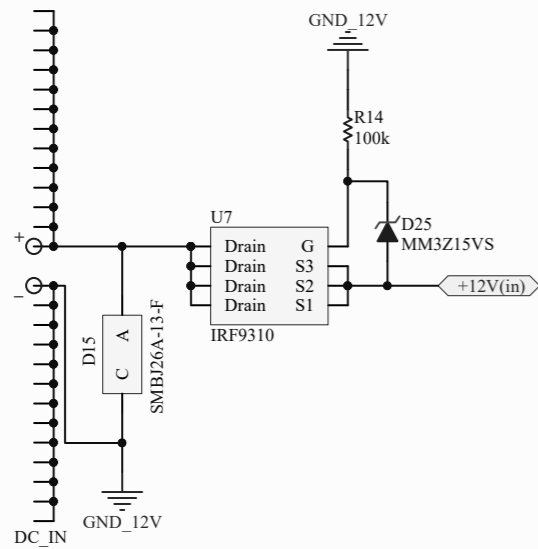 GND_12V
R14
100k
U7
D25
MM3Z15VS
+
Drain G
Drain S3
Drain S2
Drain S1
+12V(in)
−
IRF9310
D15
A
C
SMBJ26A-13-F
GND_12V
DC_IN